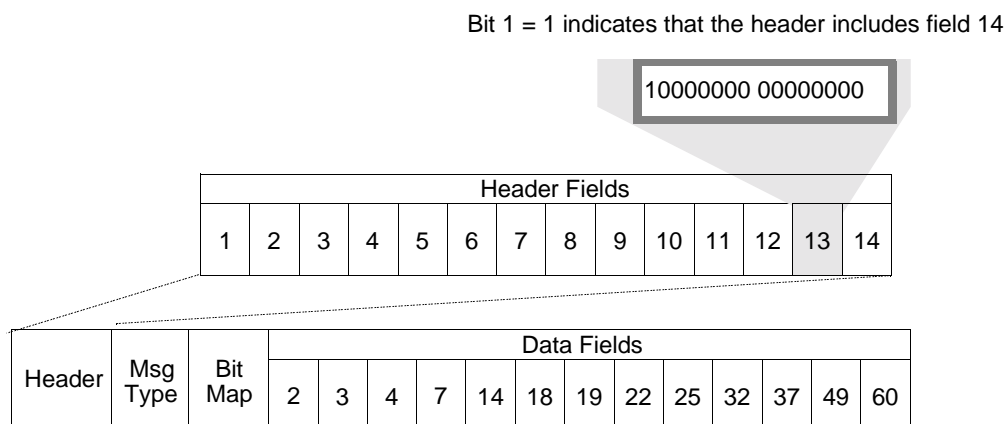 Bit 1 = 1 indicates that the header includes field 14
10000000 00000000
Header Fields
1 2 3 4 5 6 7 8 9 10 11 12 13 14
Header
Msg Type
Bit Map
Data Fields
2 3 4 7 14 18 19 22 25 32 37 49 60